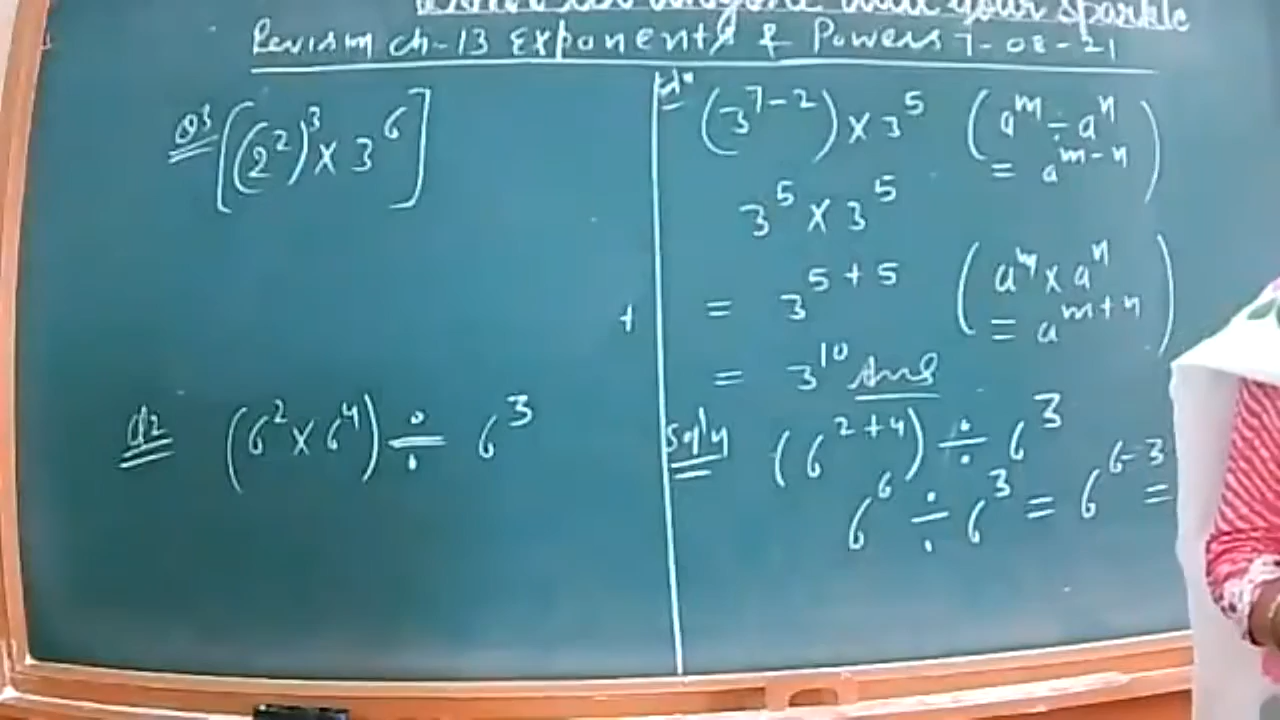 your sparkle
Revision Ch-13 Exponents & Powers 7-08-21
Q3 [(2²)³ × 3⁶]
(3⁷⁻²) × 3⁵ (aᵐ ÷ aⁿ
= aᵐ⁻ⁿ)
3⁵ × 3⁵
= 3⁵⁺⁵ (aᵐ × aⁿ
= aᵐ⁺ⁿ)
= 3¹⁰ Ans
Q2 (6² × 6⁴) ÷ 6³
Solⁿ (6²⁺⁴) ÷ 6³
6⁶ ÷ 6³ = 6⁶⁻³ =